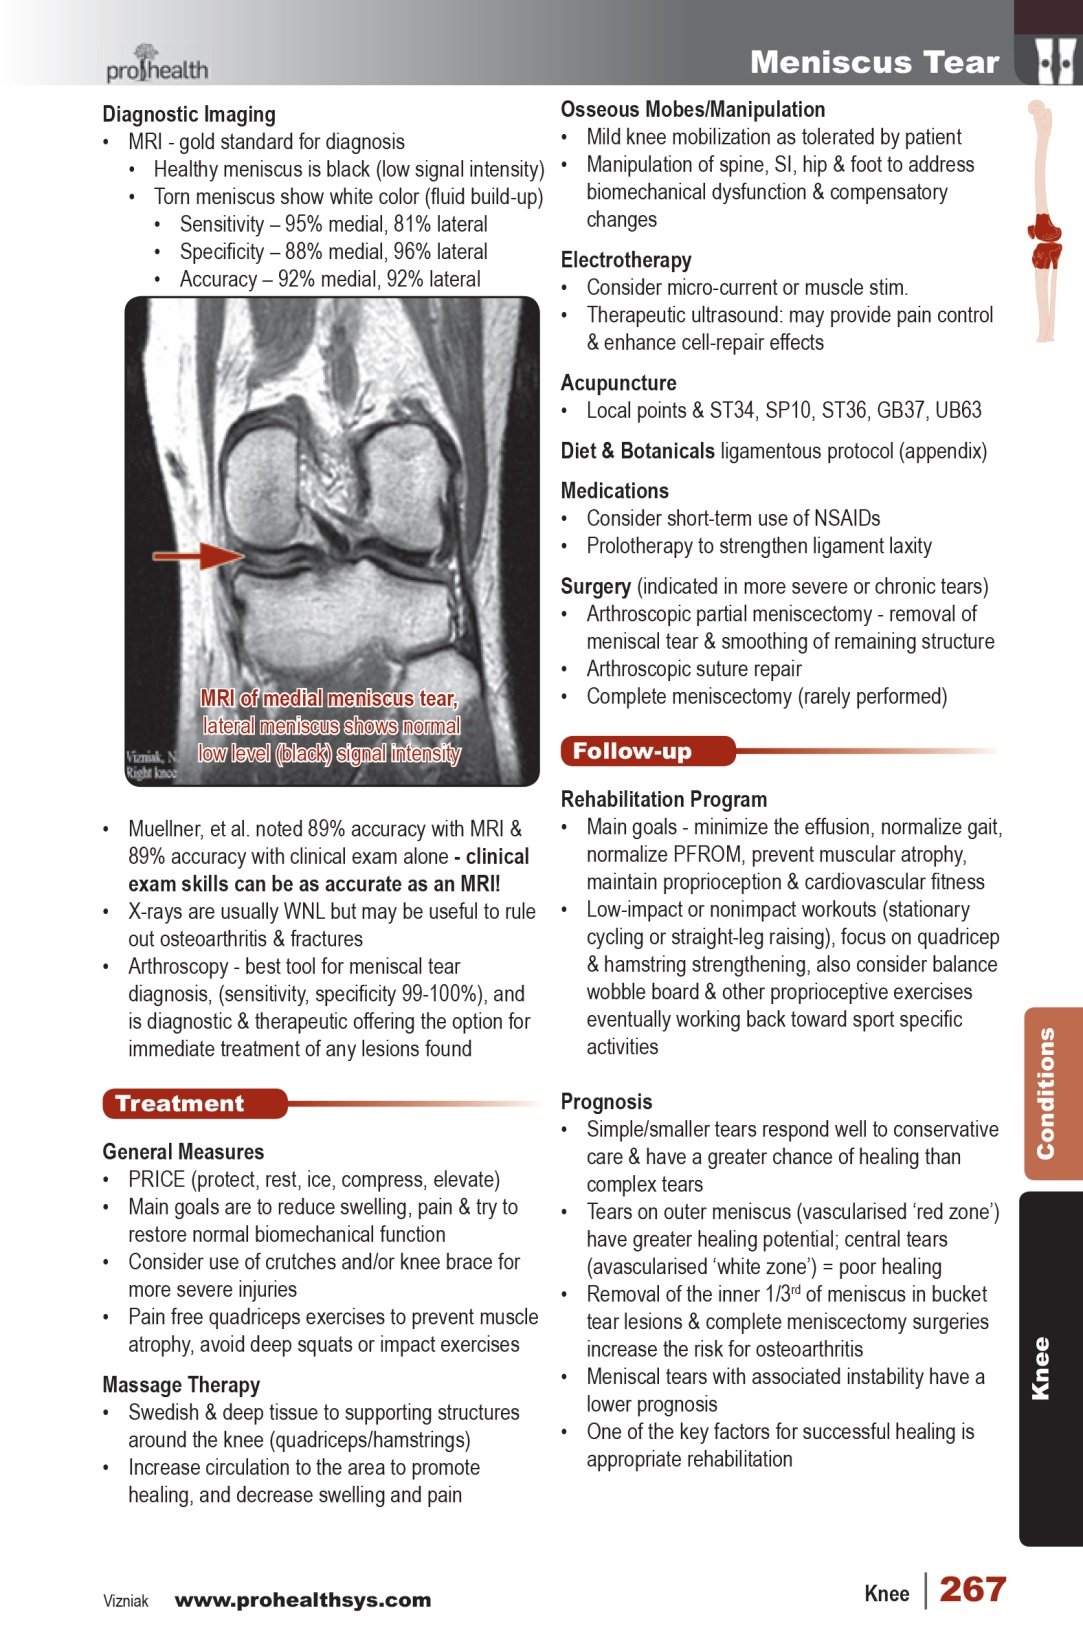 prohealth
Meniscus Tear
Diagnostic Imaging
• MRI - gold standard for diagnosis
• Healthy meniscus is black (low signal intensity)
• Torn meniscus show white color (fluid build-up)
• Sensitivity – 95% medial, 81% lateral
• Specificity – 88% medial, 96% lateral
• Accuracy – 92% medial, 92% lateral
MRI of medial meniscus tear,
lateral meniscus shows normal
low level (black) signal intensity
Vizniak, N.
Right knee
• Muellner, et al. noted 89% accuracy with MRI &
89% accuracy with clinical exam alone - clinical
exam skills can be as accurate as an MRI!
• X-rays are usually WNL but may be useful to rule
out osteoarthritis & fractures
• Arthroscopy - best tool for meniscal tear
diagnosis, (sensitivity, specificity 99-100%), and
is diagnostic & therapeutic offering the option for
immediate treatment of any lesions found
Treatment
General Measures
• PRICE (protect, rest, ice, compress, elevate)
• Main goals are to reduce swelling, pain & try to
restore normal biomechanical function
• Consider use of crutches and/or knee brace for
more severe injuries
• Pain free quadriceps exercises to prevent muscle
atrophy, avoid deep squats or impact exercises
Massage Therapy
• Swedish & deep tissue to supporting structures
around the knee (quadriceps/hamstrings)
• Increase circulation to the area to promote
healing, and decrease swelling and pain
Osseous Mobes/Manipulation
• Mild knee mobilization as tolerated by patient
• Manipulation of spine, SI, hip & foot to address
biomechanical dysfunction & compensatory
changes
Electrotherapy
• Consider micro-current or muscle stim.
• Therapeutic ultrasound: may provide pain control
& enhance cell-repair effects
Acupuncture
• Local points & ST34, SP10, ST36, GB37, UB63
Diet & Botanicals ligamentous protocol (appendix)
Medications
• Consider short-term use of NSAIDs
• Prolotherapy to strengthen ligament laxity
Surgery (indicated in more severe or chronic tears)
• Arthroscopic partial meniscectomy - removal of
meniscal tear & smoothing of remaining structure
• Arthroscopic suture repair
• Complete meniscectomy (rarely performed)
Follow-up
Rehabilitation Program
• Main goals - minimize the effusion, normalize gait,
normalize PFROM, prevent muscular atrophy,
maintain proprioception & cardiovascular fitness
• Low-impact or nonimpact workouts (stationary
cycling or straight-leg raising), focus on quadricep
& hamstring strengthening, also consider balance
wobble board & other proprioceptive exercises
eventually working back toward sport specific
activities
Prognosis
• Simple/smaller tears respond well to conservative
care & have a greater chance of healing than
complex tears
• Tears on outer meniscus (vascularised ‘red zone’)
have greater healing potential; central tears
(avascularised ‘white zone’) = poor healing
• Removal of the inner 1/3rd of meniscus in bucket
tear lesions & complete meniscectomy surgeries
increase the risk for osteoarthritis
• Meniscal tears with associated instability have a
lower prognosis
• One of the key factors for successful healing is
appropriate rehabilitation
Conditions
Knee
Vizniak www.prohealthsys.com
Knee 267